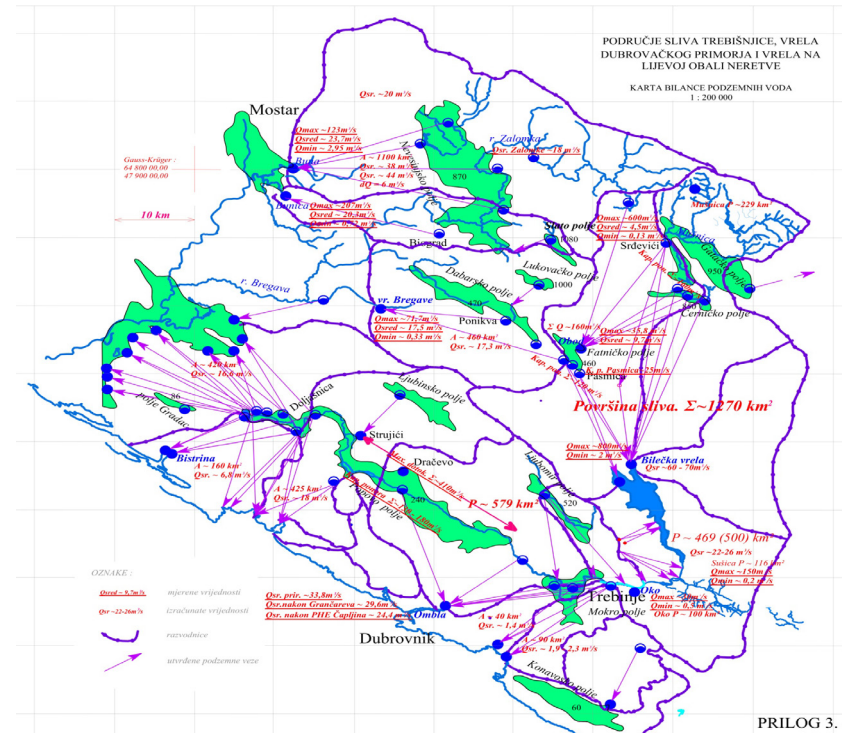 PODRUČJE SLIVA TREBIŠNJICE, VRELA
DUBROVAČKOG PRIMORJA I VRELA NA
LIJEVOJ OBALI NERETVE
KARTA BILANCE PODZEMNIH VODA
1 : 200 000
Qsr. ~20 m³/s
Mostar
Qmax ~123m³/s
Qsred ~ 23,7m³/s
Qmin ~ 2,95 m³/s
r. Zalomka
Qsr. Zalomke ~18 m³/s
Gauss-Krüger :
64 800 00,00
47 900 00,00
Buna
A ~ 1100 km²
Qsr. ~ 38 m³/s
Qsr. ~ 44 m³/s
dQ ~6 m³/s
Nevesinjsko polje
870
10 km
Bunica
Qmax ~207m³/s
Qsred ~ 20,3m³/s
Biograd
Slato polje
1080
Qmax ~600m³/s
Qsred ~ 4,5m³/s
Qmin ~ 0,13 m³/s
Srđevići
Mušnica P ~229 km²
Mušnica
Gatačko polje
950
Lukovačko polje
1000
Dabarsko polje
470
Cerničko polje
r. Bregava
vr. Bregave
Qmax ~71,7m³/s
Qsred ~ 17,5 m³/s
Qmin ~ 0,33 m³/s
Ponikva
A ~ 460 km²
Qsr. ~ 17,3 m³/s
Σ Q ~160m³/s
Obod
Qmax ~35,8 m³/s
Qsred ~ 9,7m³/s
Fatničko polje
460
K. p. Pasmica ~25m/s
Pasmica
A ~ 420 km²
Qsr. ~ 16,6 m³/s
86
polje Gradac
Doljašnica
Ljubinsko polje
Površina sliva. Σ~1270 km²
Strujići
Bistrina
A ~ 160 km²
Qsr. ~ 6,8 m³/s
Dračevo
Max. dotok. Σ~410m³/s
Ljubomir polje
Qmax ~800m³/s
Qmin ~ 2 m³/s
Bilečka vrela
Qsr ~60 - 70m³/s
A ~ 425 km²
Qsr. ~ 18 m³/s
Popovo polje
240
P ~ 579 km²
520
P ~ 469 (500) km²
Qsr ~22-26 m³/s
Sušica P ~ 116 km²
Qmax ~150m³/s
Qmin ~ 0,2 m³/s
OZNAKE :
Qsred ~ 9,7m³/s
mjerene vrijednosti
Qsr ~22-26m³/s
izračunate vrijednosti
razvodnice
utvrđene podzemne veze
Qsr. prir. ~33,8m³/s
Qsr.nakon Grančareva ~ 29,6m³/s
Qsr. nakon PHE Čapljina ~ 24,4 m³/s
Ombla
Trebinje
Mokro polje
Oko
Oko P ~ 100 km²
A ~ 40 km²
Qsr. ~ 1,4 m³/s
Dubrovnik
A ~ 90 km²
Qsr. ~ 1,9 - 2,3 m³/s
Konavosko polje
60
PRILOG 3.